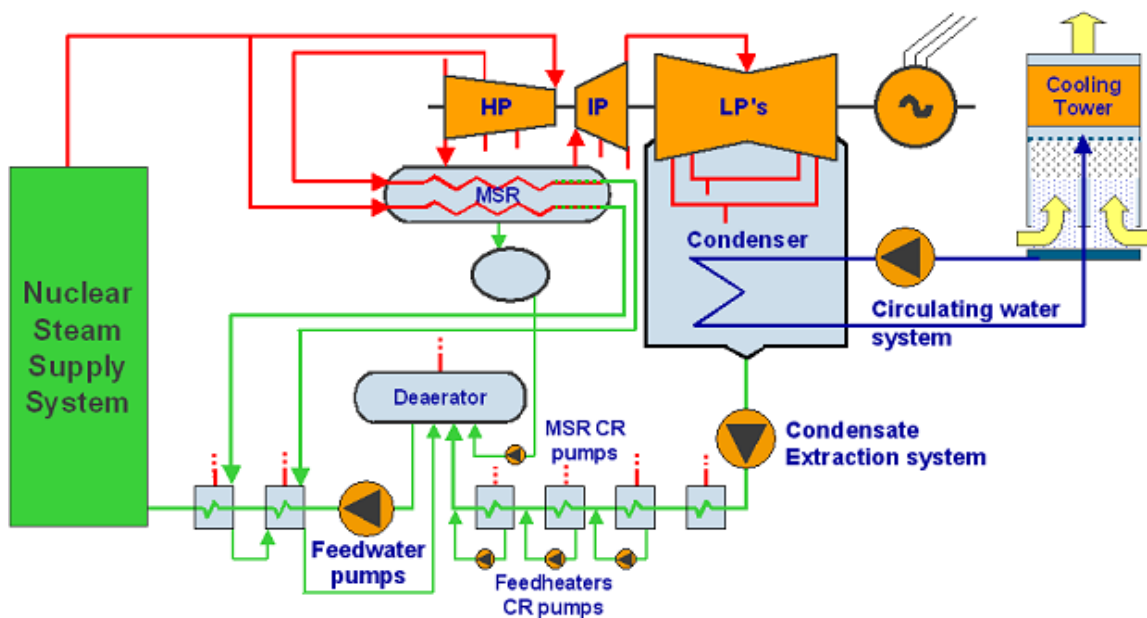 HP
IP
LP's
Cooling
Tower
MSR
Condenser
Nuclear
Steam
Supply
System
Circulating water
system
Deaerator
MSR CR
pumps
Condensate
Extraction system
Feedwater
pumps
Feedheaters
CR pumps